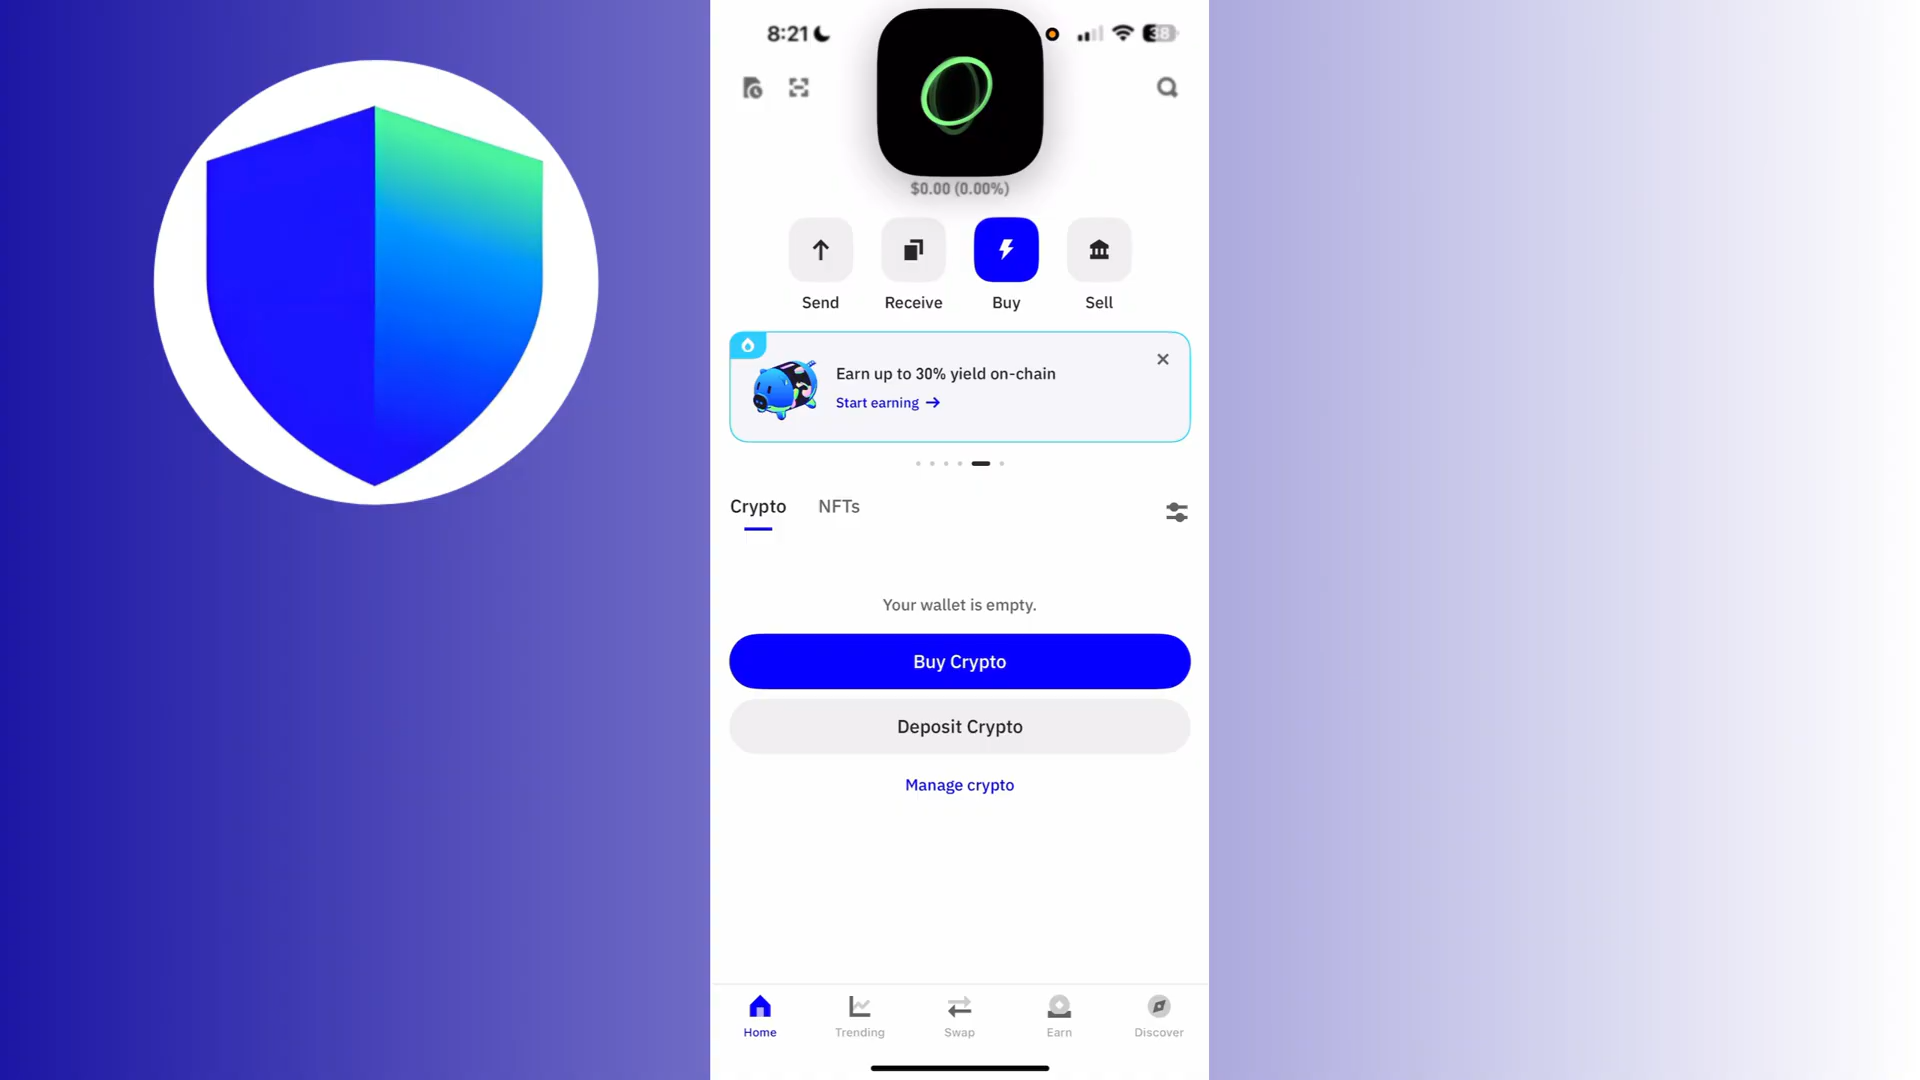 8:21
38
$0.00 (0.00%)
Send
Receive
Buy
Sell
Earn up to 30% yield on-chain
Start earning
Crypto
NFTs
Your wallet is empty.
Buy Crypto
Deposit Crypto
Manage crypto
Home
Trending
Swap
Earn
Discover